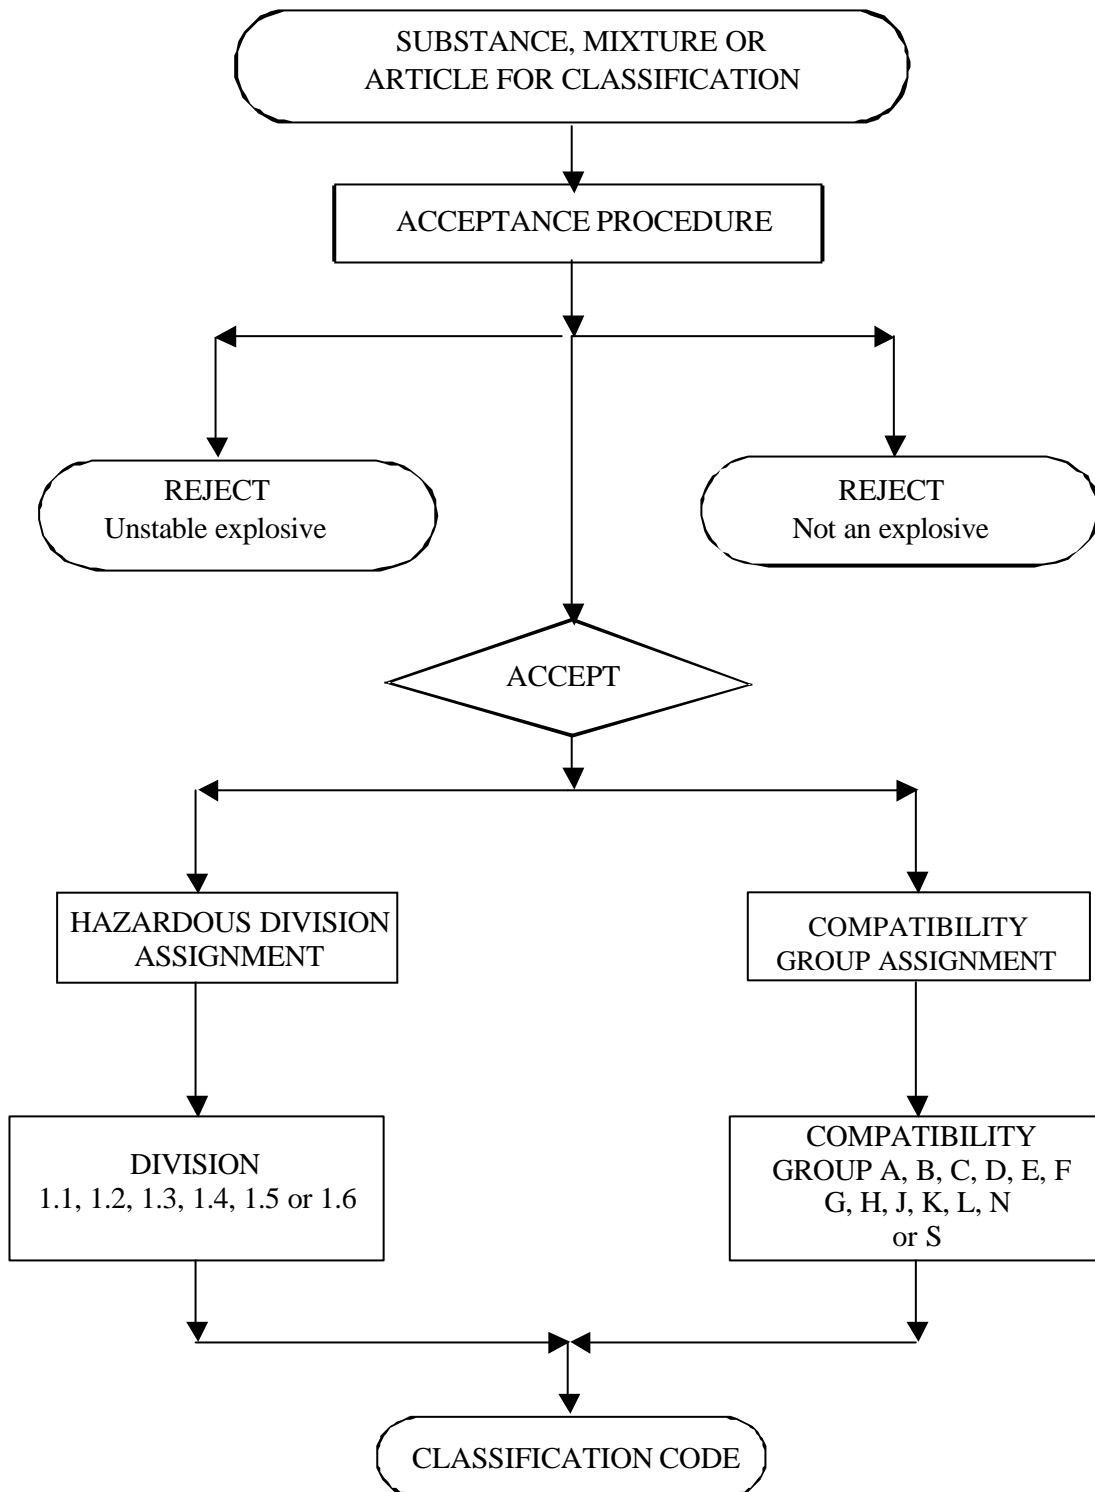 SUBSTANCE, MIXTURE OR
ARTICLE FOR CLASSIFICATION
ACCEPTANCE PROCEDURE
REJECT
Unstable explosive
REJECT
Not an explosive
ACCEPT
HAZARDOUS DIVISION
ASSIGNMENT
COMPATIBILITY
GROUP ASSIGNMENT
DIVISION
1.1, 1.2, 1.3, 1.4, 1.5 or 1.6
COMPATIBILITY
GROUP A, B, C, D, E, F
G, H, J, K, L, N
or S
CLASSIFICATION CODE